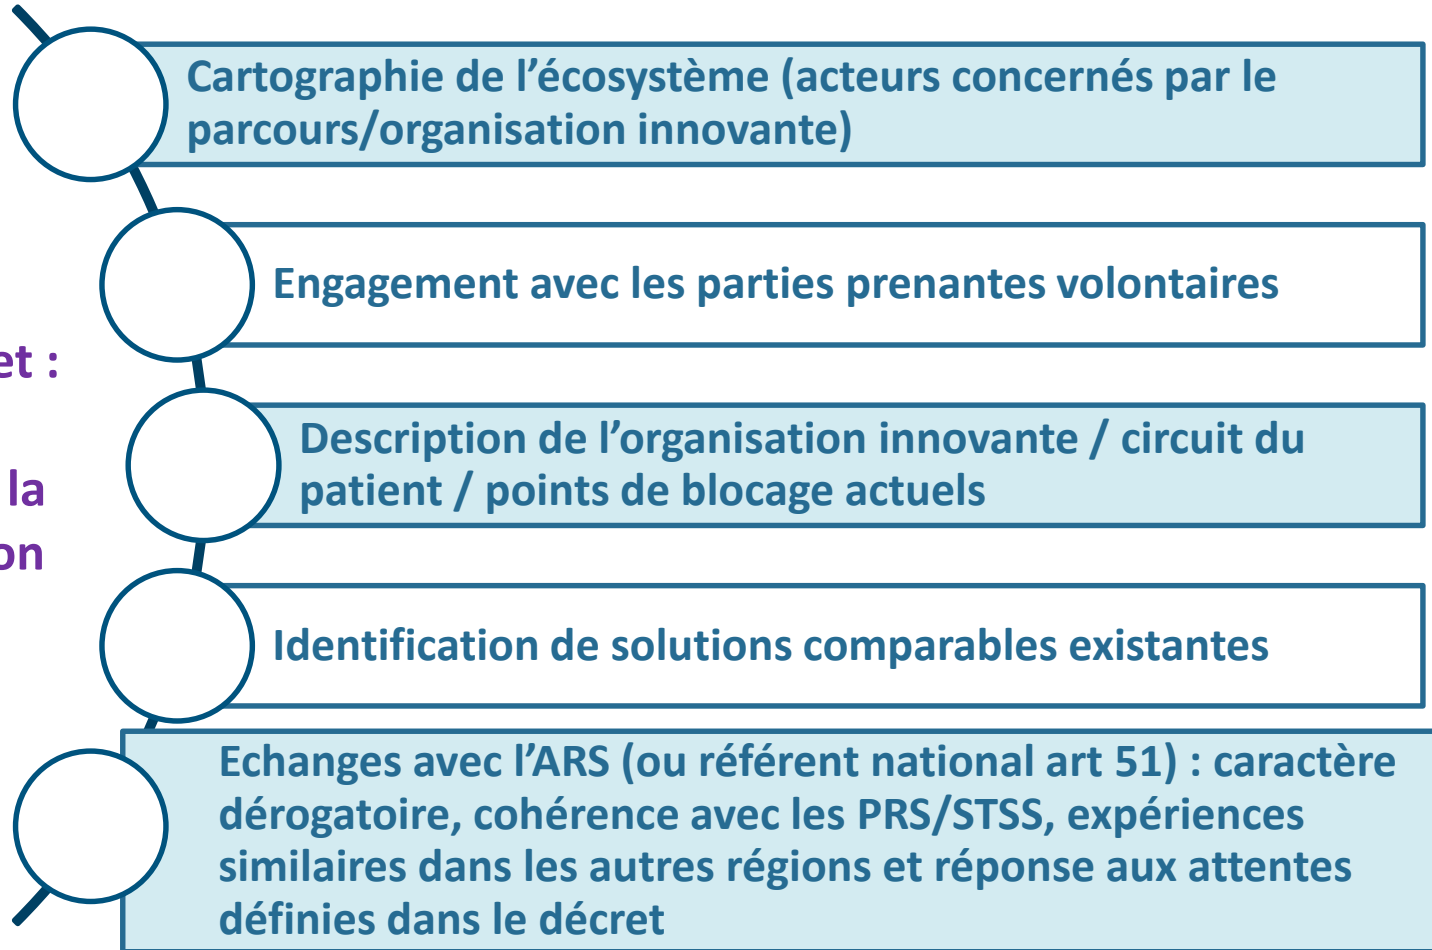 Cartographie de l’écosystème (acteurs concernés par le
parcours/organisation innovante)
Engagement avec les parties prenantes volontaires
et :
la
on
Description de l’organisation innovante / circuit du
patient / points de blocage actuels
Identification de solutions comparables existantes
Echanges avec l’ARS (ou référent national art 51) : caractère
dérogatoire, cohérence avec les PRS/STSS, expériences
similaires dans les autres régions et réponse aux attentes
définies dans le décret